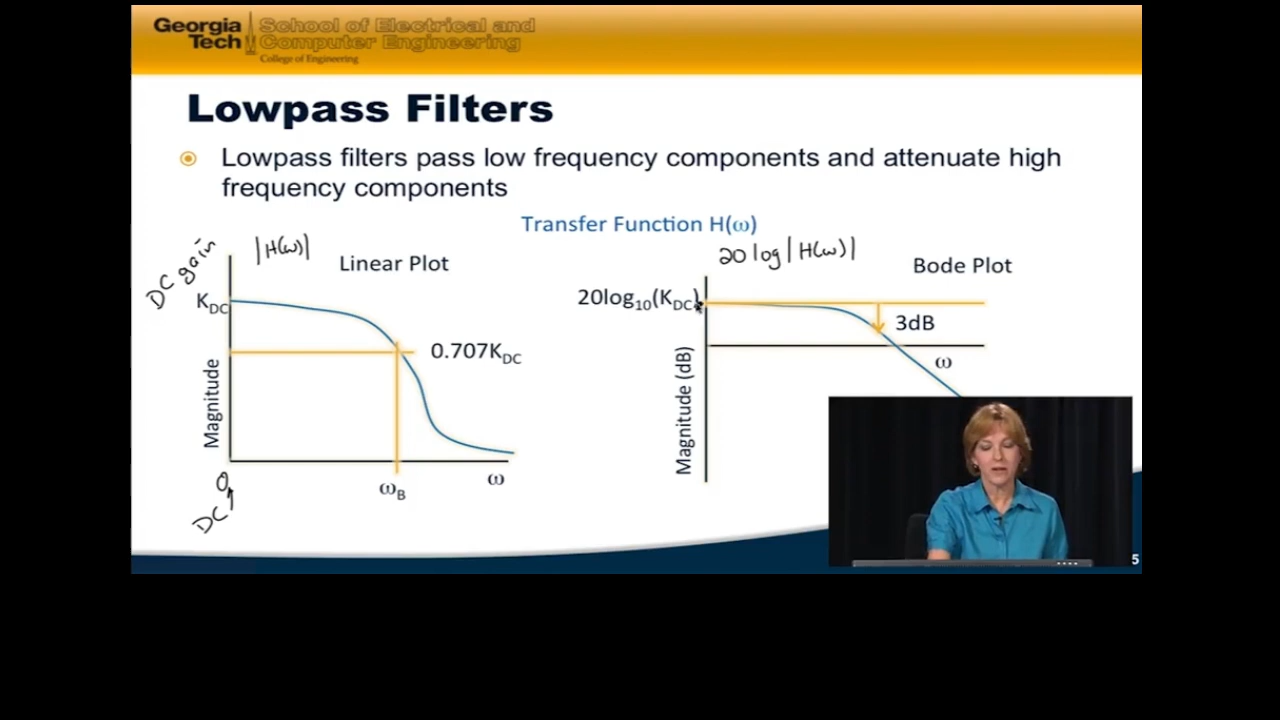 Georgia Tech
School of Electrical and Computer Engineering
College of Engineering
Lowpass Filters
Lowpass filters pass low frequency components and attenuate high
frequency components
Transfer Function H(ω)
DC gain
|H(ω)|
Linear Plot
K_DC
0.707K_DC
Magnitude
0
DC
ω_B
ω
20 log |H(ω)|
Bode Plot
20log₁₀(K_DC)
3dB
ω
Magnitude (dB)
5